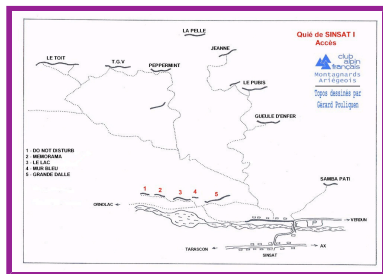 Quié de SINSAT I
Accès
club
alpin
français
Montagnards
Ariégeois
Topos dessinés par
Gérard Pouliquen
LA PELLE
JEANNE
LE TOIT
T.G.V
PEPPERMINT
LE PUBIS
GUEULE D'ENFER
1 - DO NOT DISTURB
2 - MEMORAMA
3 - LE LAC
4 - MUR BLEU
5 - GRANDE DALLE
SAMBA PATI
1 2 3 4 5
ORNOLAC
P
VERDUN
TARASCON
SINSAT
AX